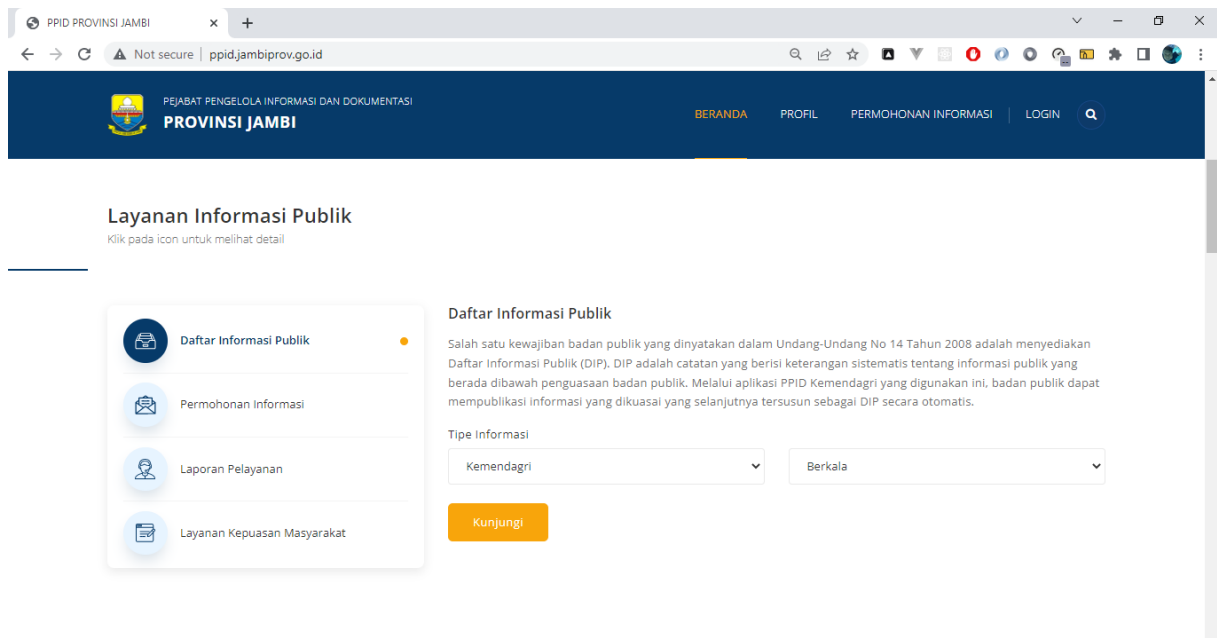 PPID PROVINSI JAMBI
Not secure | ppid.jambiprov.go.id
PEJABAT PENGELOLA INFORMASI DAN DOKUMENTASI
PROVINSI JAMBI
BERANDA PROFIL PERMOHONAN INFORMASI LOGIN
Layanan Informasi Publik
Klik pada icon untuk melihat detail
Daftar Informasi Publik
Permohonan Informasi
Laporan Pelayanan
Layanan Kepuasan Masyarakat
Daftar Informasi Publik
Salah satu kewajiban badan publik yang dinyatakan dalam Undang-Undang No 14 Tahun 2008 adalah menyediakan
Daftar Informasi Publik (DIP). DIP adalah catatan yang berisi keterangan sistematis tentang informasi publik yang
berada dibawah penguasaan badan publik. Melalui aplikasi PPID Kemendagri yang digunakan ini, badan publik dapat
mempublikasi informasi yang dikuasai yang selanjutnya tersusun sebagai DIP secara otomatis.
Tipe Informasi
Kemendagri Berkala
Kunjungi